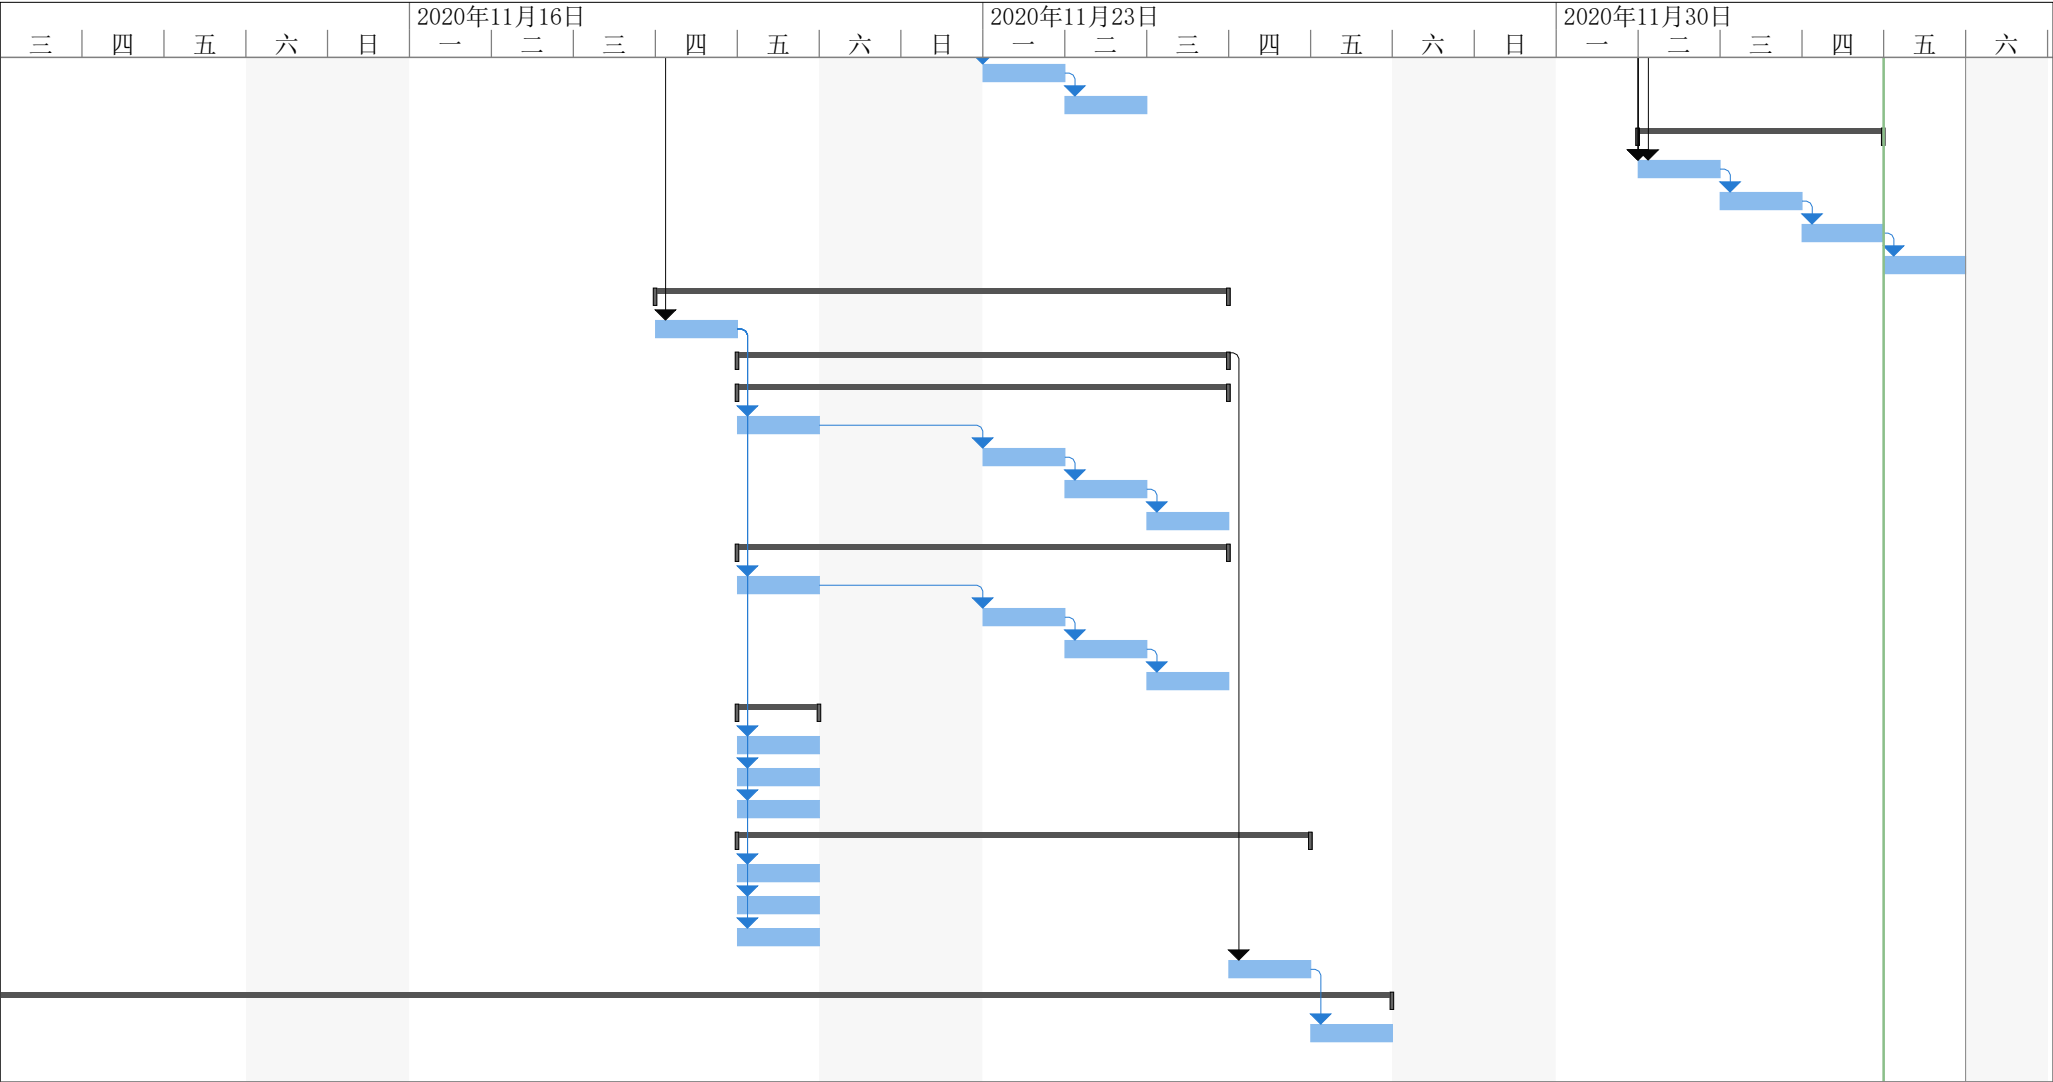 2020年11月16日 2020年11月23日 2020年11月30日
三 四 五 六 日 一 二 三 四 五 六 日 一 二 三 四 五 六 日 一 二 三 四 五 六